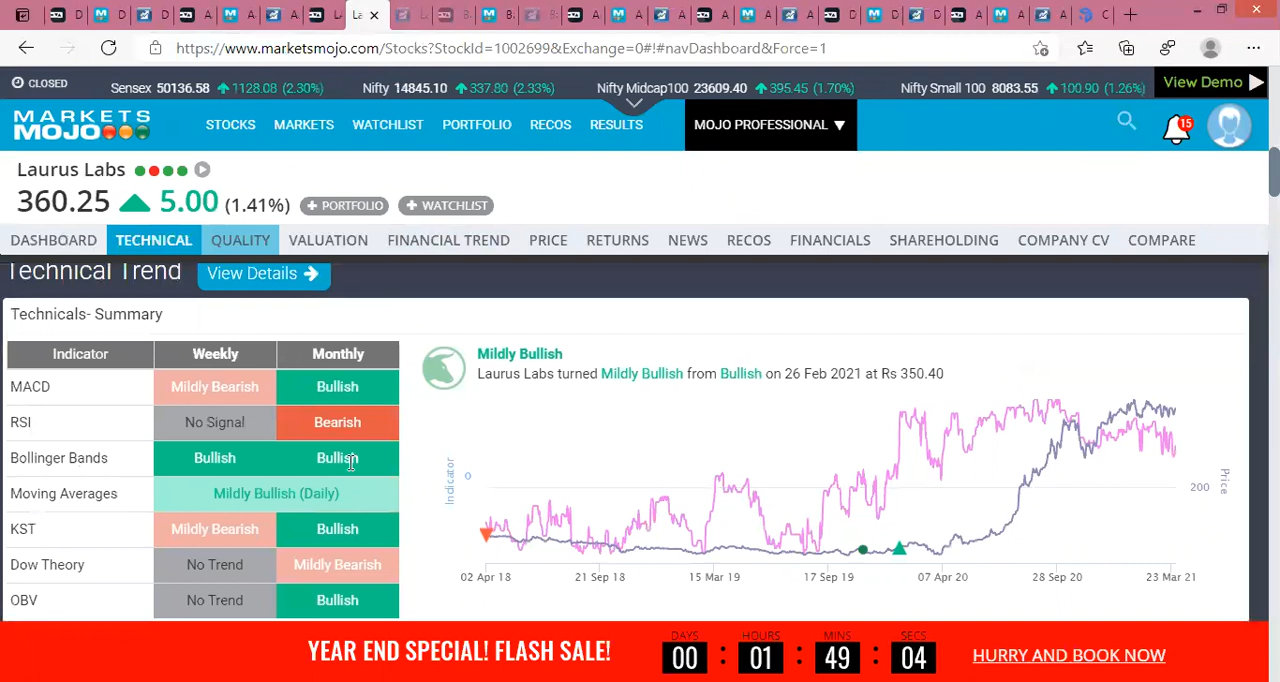 D
A
D
A
A
A
L
La
L
B
B
B
A
A
A
A
A
A
D
D
D
A
A
A
C
https://www.marketsmojo.com/Stocks?StockId=1002699&Exchange=0#!#navDashboard&Force=1
CLOSED
Sensex 50136.58 1128.08 (2.30%)
Nifty 14845.10 337.80 (2.33%)
Nifty Midcap100 23609.40 395.45 (1.70%)
Nifty Small 100 8083.55 100.90 (1.26%)
View Demo
MARKETS MOJO
STOCKS
MARKETS
WATCHLIST
PORTFOLIO
RECOS
RESULTS
MOJO PROFESSIONAL
15
Laurus Labs
360.25 5.00 (1.41%)
+ PORTFOLIO
+ WATCHLIST
DASHBOARD
TECHNICAL
QUALITY
VALUATION
FINANCIAL TREND
PRICE
RETURNS
NEWS
RECOS
FINANCIALS
SHAREHOLDING
COMPANY CV
COMPARE
Technical Trend
View Details
Technicals- Summary
Indicator Weekly Monthly
MACD Mildly Bearish Bullish
RSI No Signal Bearish
Bollinger Bands Bullish Bullish
Moving Averages Mildly Bullish (Daily)
KST Mildly Bearish Bullish
Dow Theory No Trend Mildly Bearish
OBV No Trend Bullish
Mildly Bullish
Laurus Labs turned Mildly Bullish from Bullish on 26 Feb 2021 at Rs 350.40
Indicator
0
200
Price
02 Apr 18
21 Sep 18
15 Mar 19
17 Sep 19
07 Apr 20
28 Sep 20
23 Mar 21
YEAR END SPECIAL! FLASH SALE!
DAYS HOURS MINS SECS
00 : 01 : 49 : 04
HURRY AND BOOK NOW